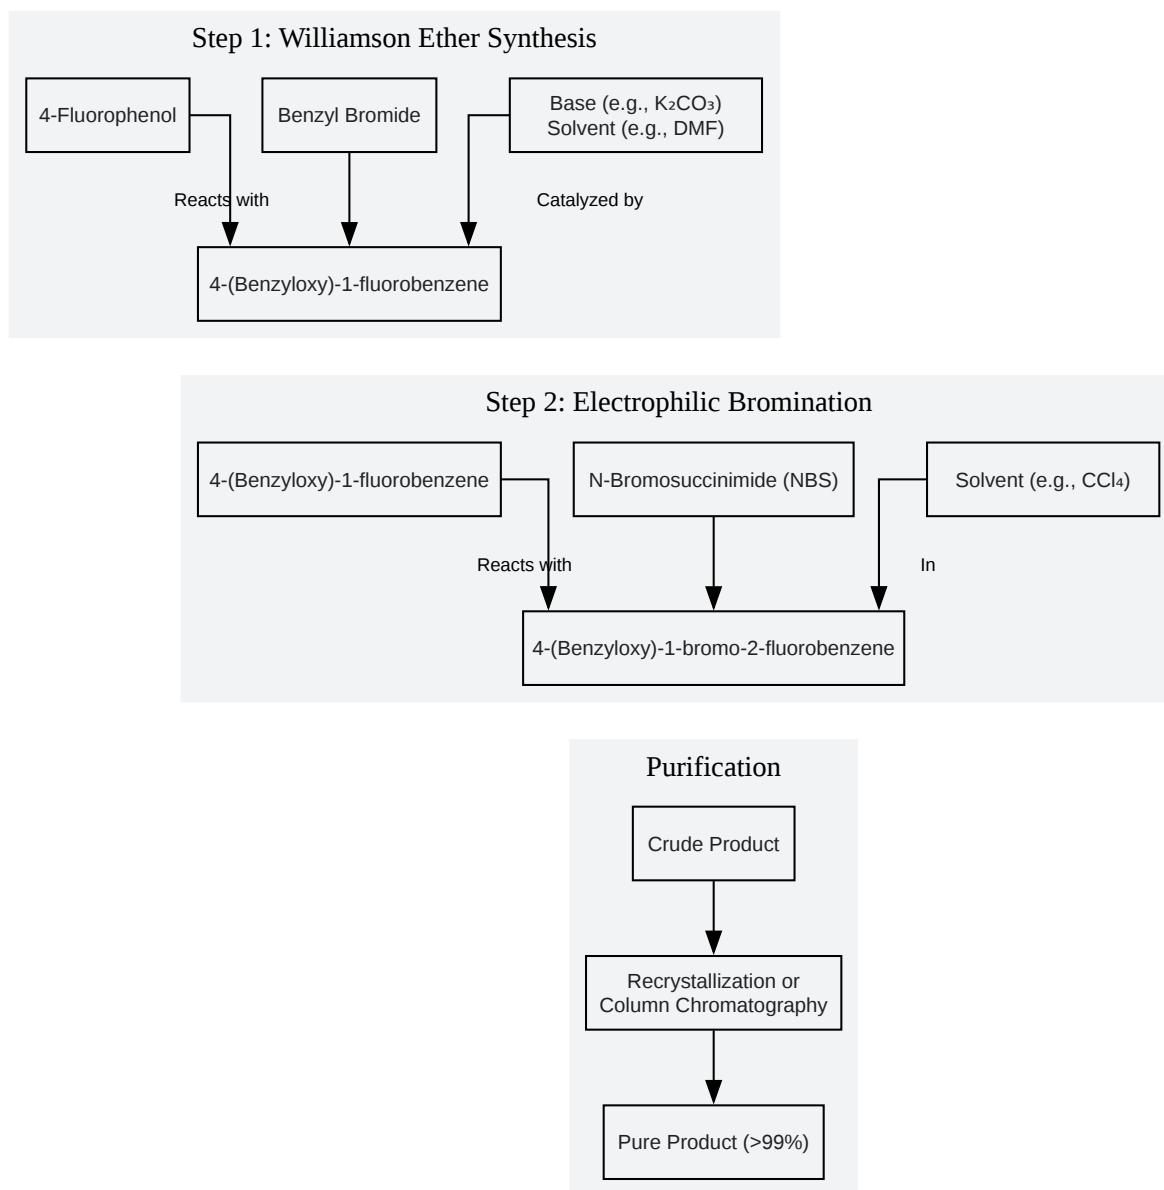 Step 1: Williamson Ether Synthesis
4-Fluorophenol
Benzyl Bromide
Base (e.g., K₂CO₃)
Solvent (e.g., DMF)
Reacts with
Catalyzed by
4-(Benzyloxy)-1-fluorobenzene
Step 2: Electrophilic Bromination
4-(Benzyloxy)-1-fluorobenzene
N-Bromosuccinimide (NBS)
Solvent (e.g., CCl₄)
Reacts with
In
4-(Benzyloxy)-1-bromo-2-fluorobenzene
Purification
Crude Product
Recrystallization or
Column Chromatography
Pure Product (>99%)